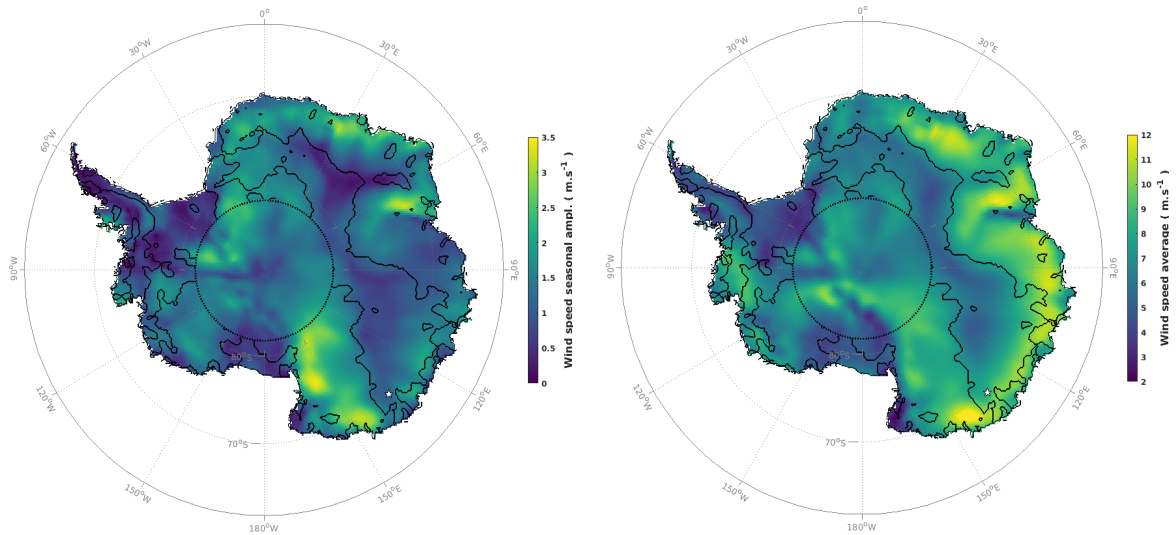 0°
30°W
30°E
60°W
60°E
90°W
90°E
80°S
120°W
120°E
70°S
150°W
150°E
180°W
3.5
3
2.5
2
1.5
1
0.5
0
Wind speed seasonal ampl. ( m.s⁻¹ )
0°
30°W
30°E
60°W
60°E
90°W
90°E
80°S
120°W
120°E
70°S
150°W
150°E
180°W
12
11
10
9
8
7
6
5
4
3
2
Wind speed average ( m.s⁻¹ )